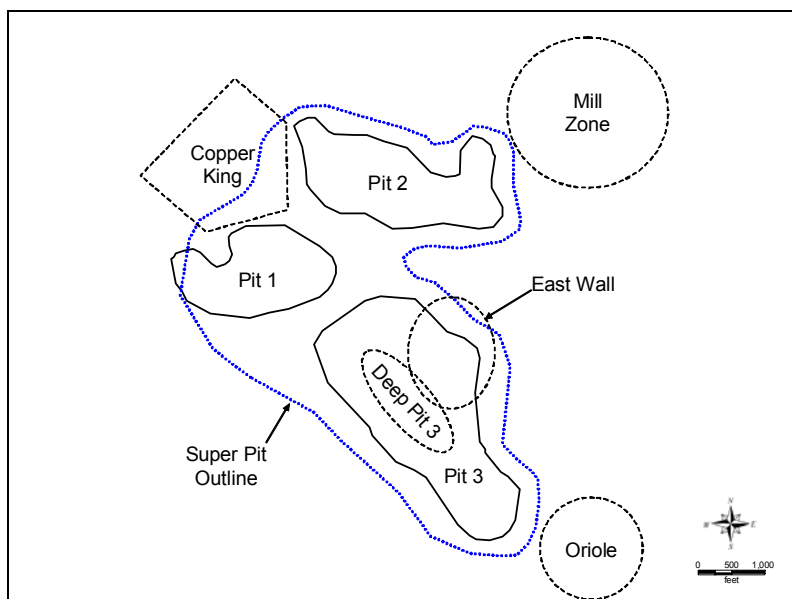 Mill
Zone
Copper
King
Pit 2
Pit 1
East Wall
Deep Pit 3
Super Pit
Outline
Pit 3
Oriole
N
W
E
S
0 500 1,000
feet